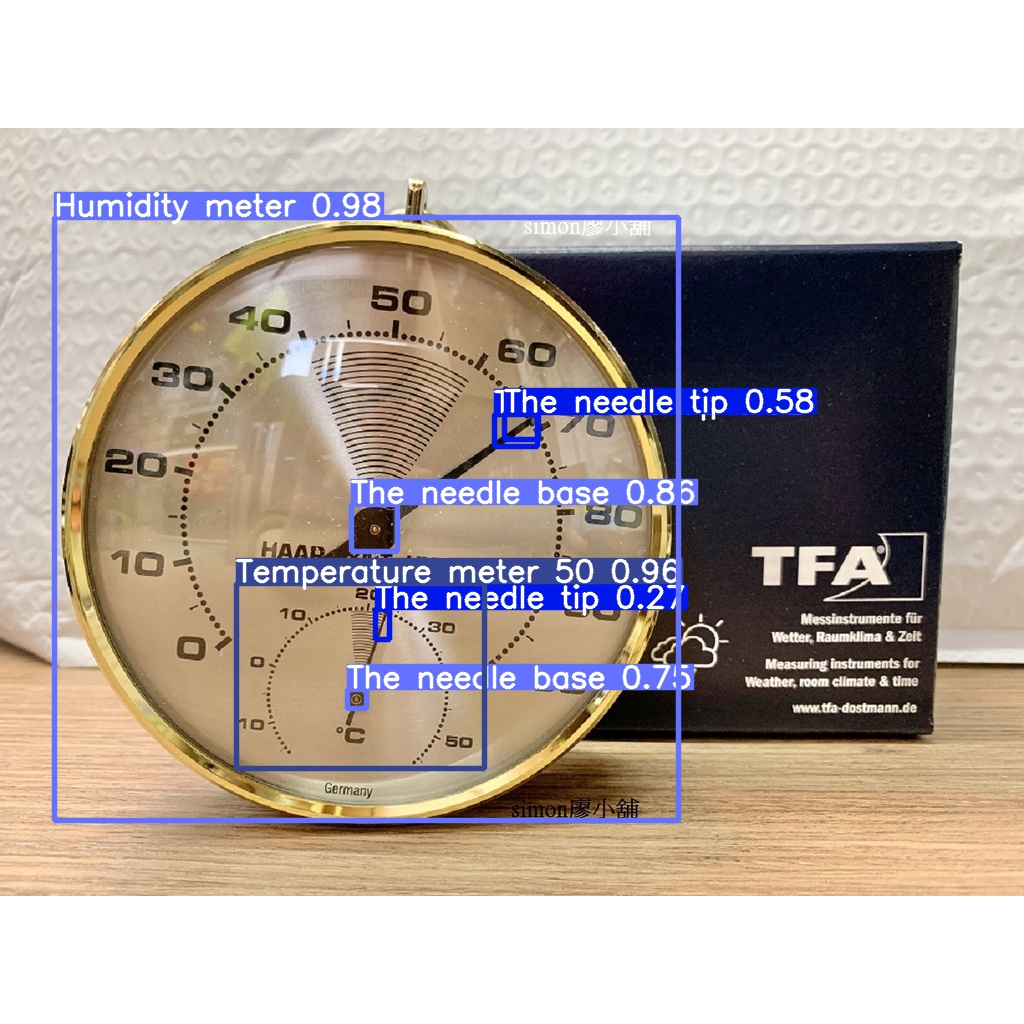 Humidity meter 0.98
simon廖小舖
50
40
60
30
The needle tip 0.58
70
20
The needle base 0.86
80
10
HAAR
TFA
Temperature meter 50 0.96
20
The needle tip 0.27
10
30
90
0
Messinstrumente für
Wetter, Raumklima & Zeit
0
Measuring instruments for
Weather, room climate & time
The needle base 0.75
www.tfa-dostmann.de
10
°C
50
Germany
simon廖小舖